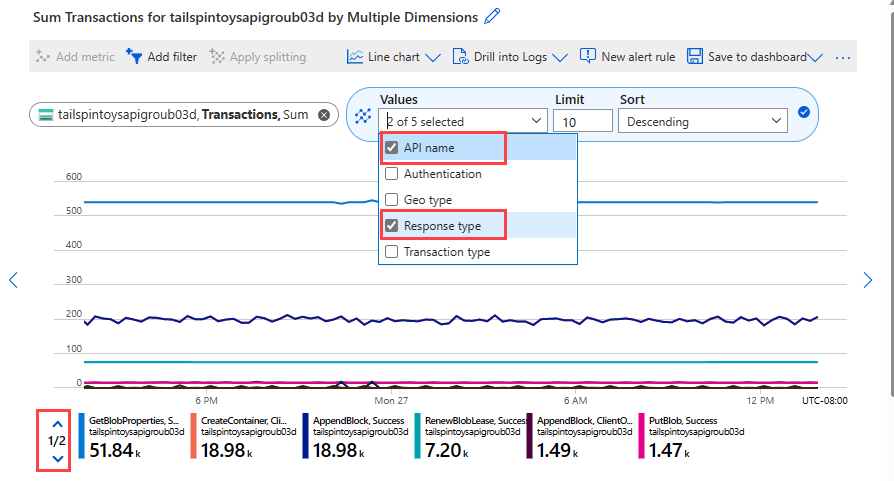 Sum Transactions for tailspintoysapigroub03d by Multiple Dimensions
Add metric Add filter Apply splitting Line chart Drill into Logs New alert rule Save to dashboard ...
Values Limit Sort
tailspintoysapigroub03d, Transactions, Sum 2 of 5 selected 10 Descending
API name
Authentication
Geo type
Response type
Transaction type
600
500
400
300
200
100
0
6 PM Mon 27 6 AM 12 PM UTC-08:00
1/2
GetBlobProperties, S...
tailspintoysapigroub03d
51.84 k
CreateContainer, Cli...
tailspintoysapigroub03d
18.98 k
AppendBlock, Success
tailspintoysapigroub03d
18.98 k
RenewBlobLease, Success
tailspintoysapigroub03d
7.20 k
AppendBlock, ClientO...
tailspintoysapigroub03d
1.49 k
PutBlob, Success
tailspintoysapigroub03d
1.47 k